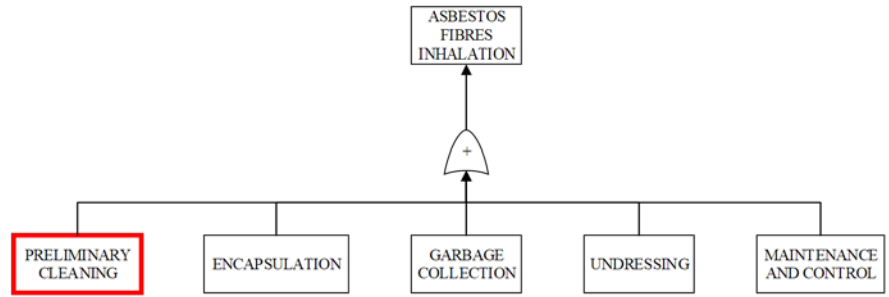 ASBESTOS
FIBRES
INHALATION
+
PRELIMINARY
CLEANING
ENCAPSULATION
GARBAGE
COLLECTION
UNDRESSING
MAINTENANCE
AND CONTROL